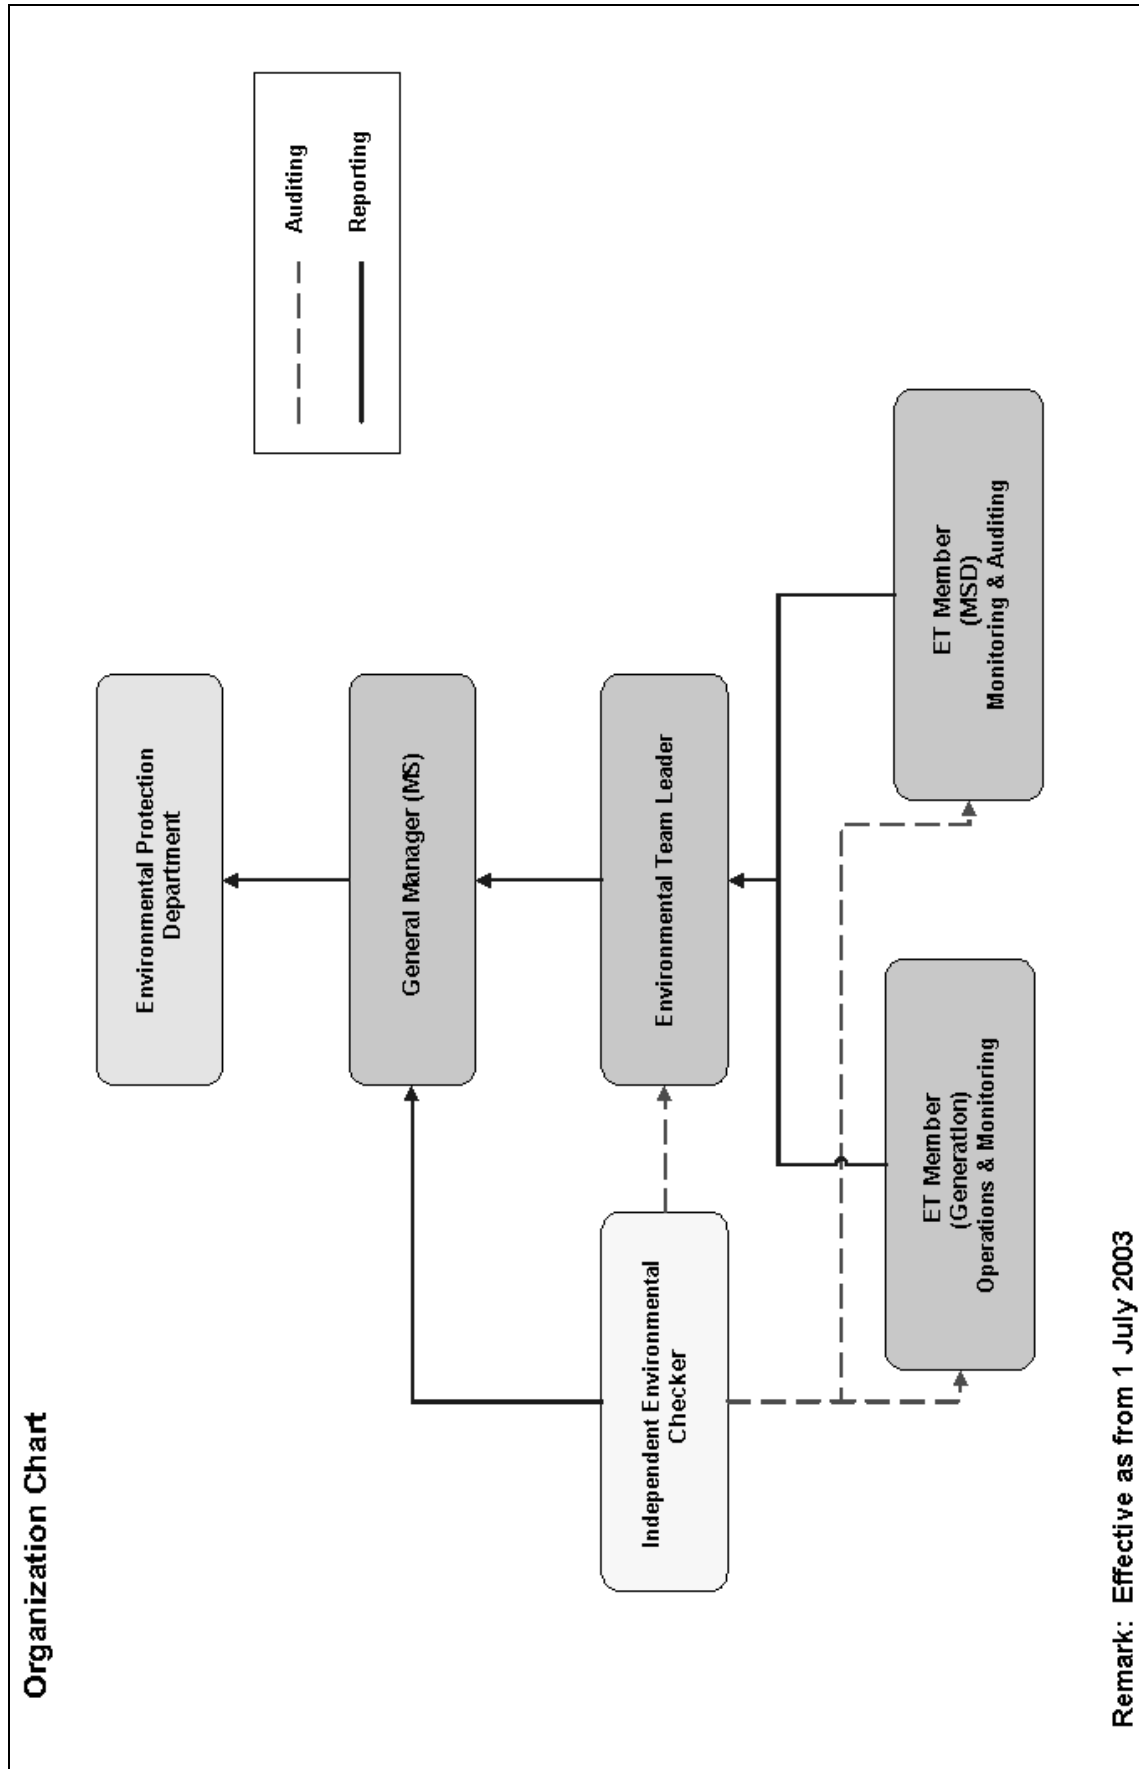 Organization Chart
Auditing
Reporting
Environmental Protection
Department
General Manager (MS)
Independent Environmental
Checker
Environmental Team Leader
ET Member
(Generation)
Operations & Monitoring
ET Member
(MSD)
Monitoring & Auditing
Remark: Effective as from 1 July 2003